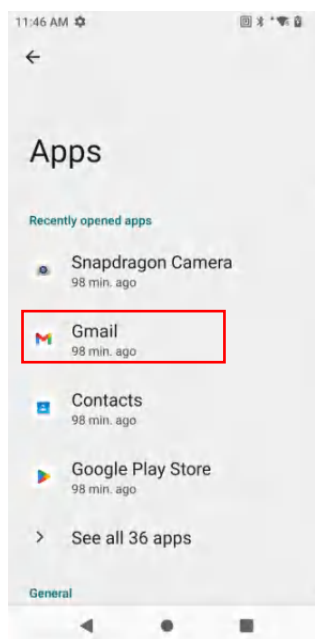 11:46 AM
Apps
Recently opened apps
Snapdragon Camera
98 min. ago
Gmail
98 min. ago
Contacts
98 min. ago
Google Play Store
98 min. ago
See all 36 apps
General